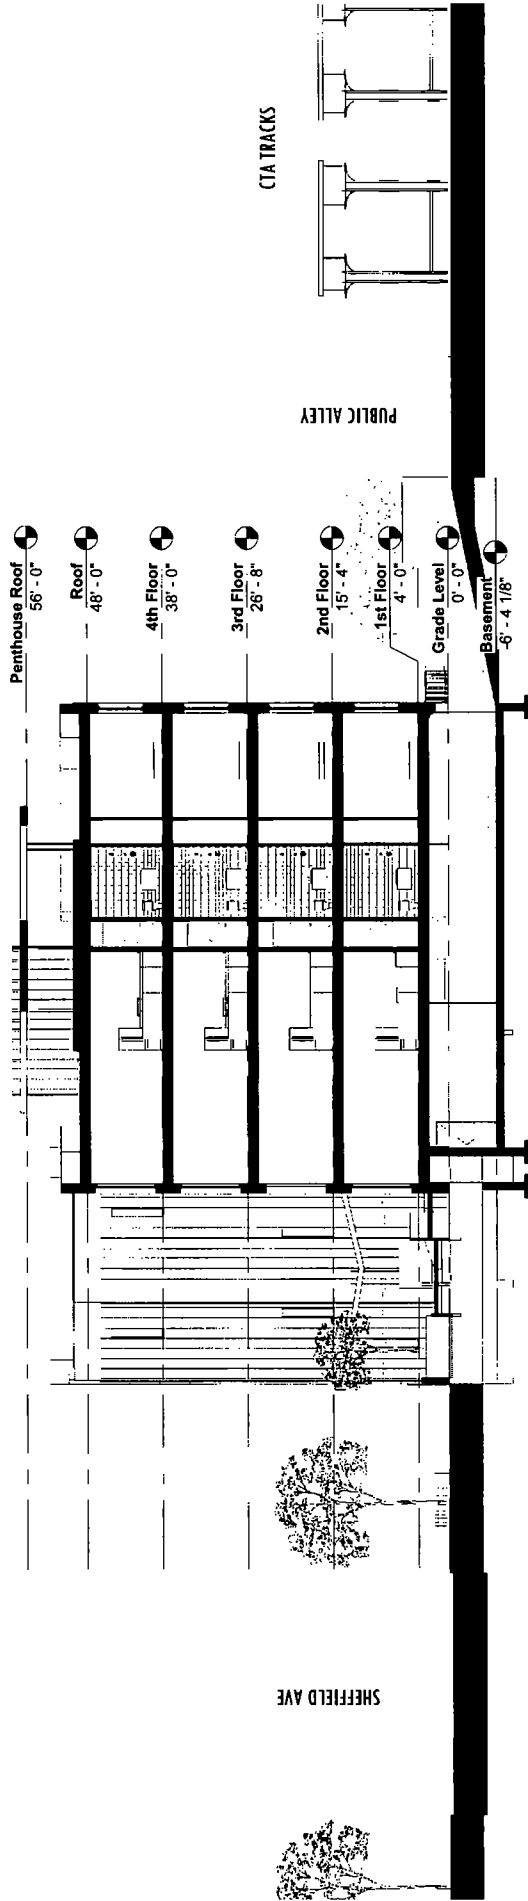 Penthouse Roof
56' - 0"
Roof
48' - 0"
4th Floor
38' - 0"
3rd Floor
26' - 8"
2nd Floor
15' - 4"
1st Floor
4' - 0"
Grade Level
0' - 0"
Basement
-6' - 4 1/8"
SHEFFIELD AVE
PUBLIC ALLEY
CTA TRACKS